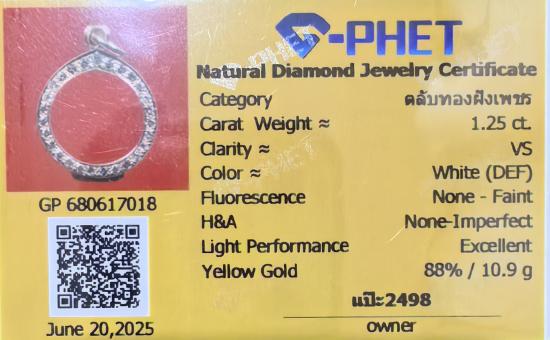 G-PHET
Natural Diamond Jewelry Certificate
Category ตลับทองฝังเพชร
Carat Weight ≈ 1.25 ct.
Clarity ≈ VS
Color ≈ White (DEF)
Fluorescence None - Faint
H&A None-Imperfect
Light Performance Excellent
Yellow Gold 88% / 10.9 g
GP 680617018
June 20,2025
แป๊ะ2498
owner